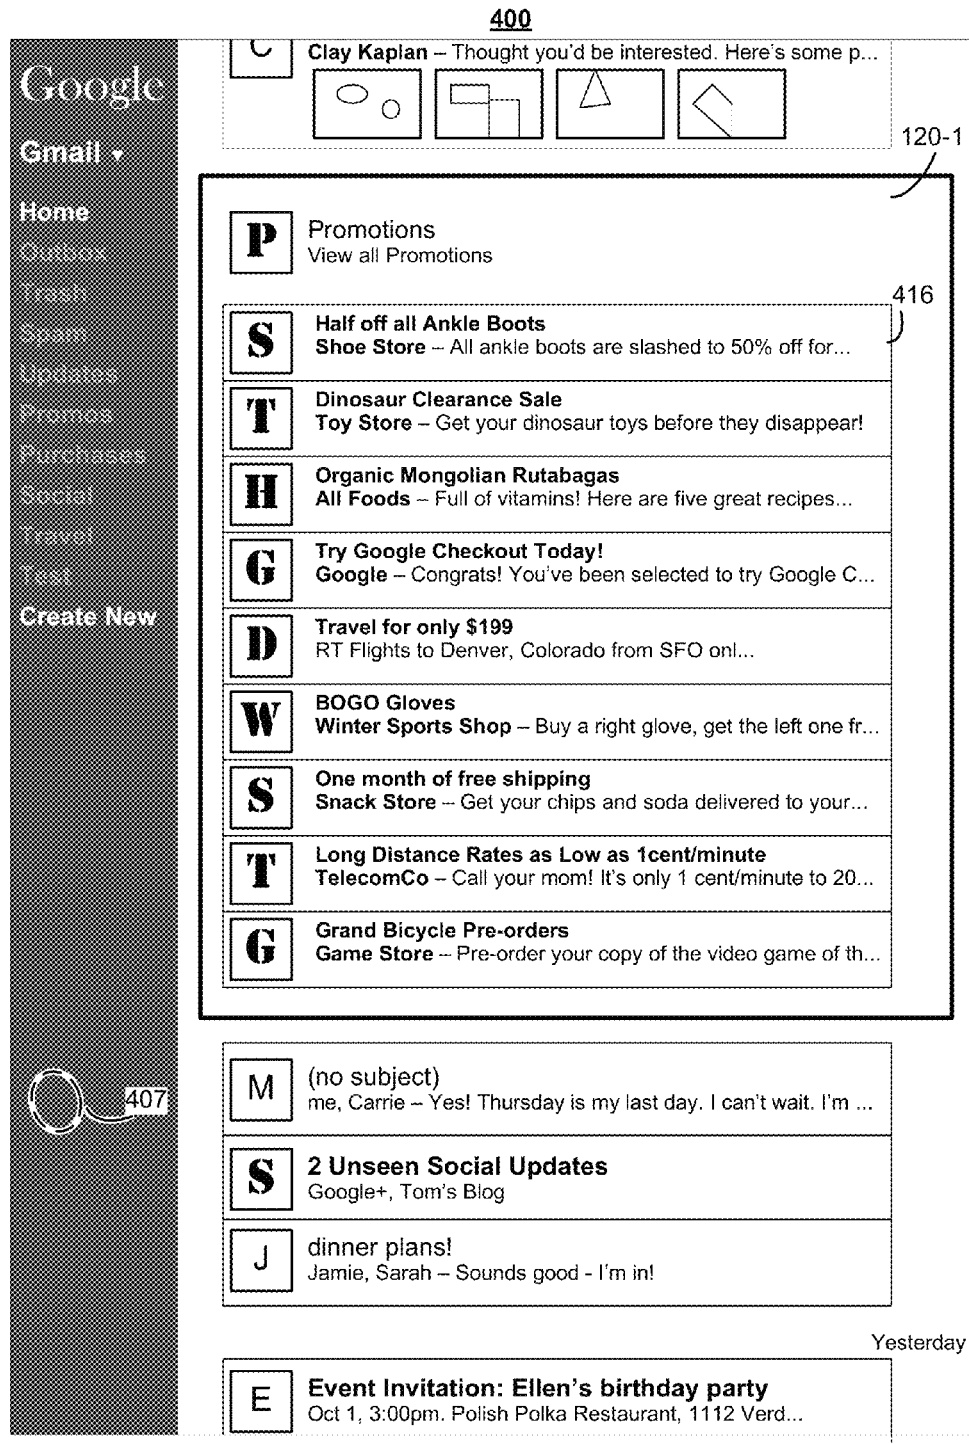 400
Google
Gmail ▾
Home
Outbox
Trash
Spam
Updates
Promos
Purchases
Social
Travel
Create New
407
C
Clay Kaplan – Thought you'd be interested. Here's some p...
120-1
P
Promotions
View all Promotions
416
S
Half off all Ankle Boots
Shoe Store – All ankle boots are slashed to 50% off for...
T
Dinosaur Clearance Sale
Toy Store – Get your dinosaur toys before they disappear!
H
Organic Mongolian Rutabagas
All Foods – Full of vitamins! Here are five great recipes...
G
Try Google Checkout Today!
Google – Congrats! You've been selected to try Google C...
D
Travel for only $199
RT Flights to Denver, Colorado from SFO onl...
W
BOGO Gloves
Winter Sports Shop – Buy a right glove, get the left one fr...
S
One month of free shipping
Snack Store – Get your chips and soda delivered to your...
T
Long Distance Rates as Low as 1cent/minute
TelecomCo – Call your mom! It's only 1 cent/minute to 20...
G
Grand Bicycle Pre-orders
Game Store – Pre-order your copy of the video game of th...
M
(no subject)
me, Carrie – Yes! Thursday is my last day. I can't wait. I'm ...
S
2 Unseen Social Updates
Google+, Tom's Blog
J
dinner plans!
Jamie, Sarah – Sounds good - I'm in!
Yesterday
E
Event Invitation: Ellen's birthday party
Oct 1, 3:00pm. Polish Polka Restaurant, 1112 Verd...